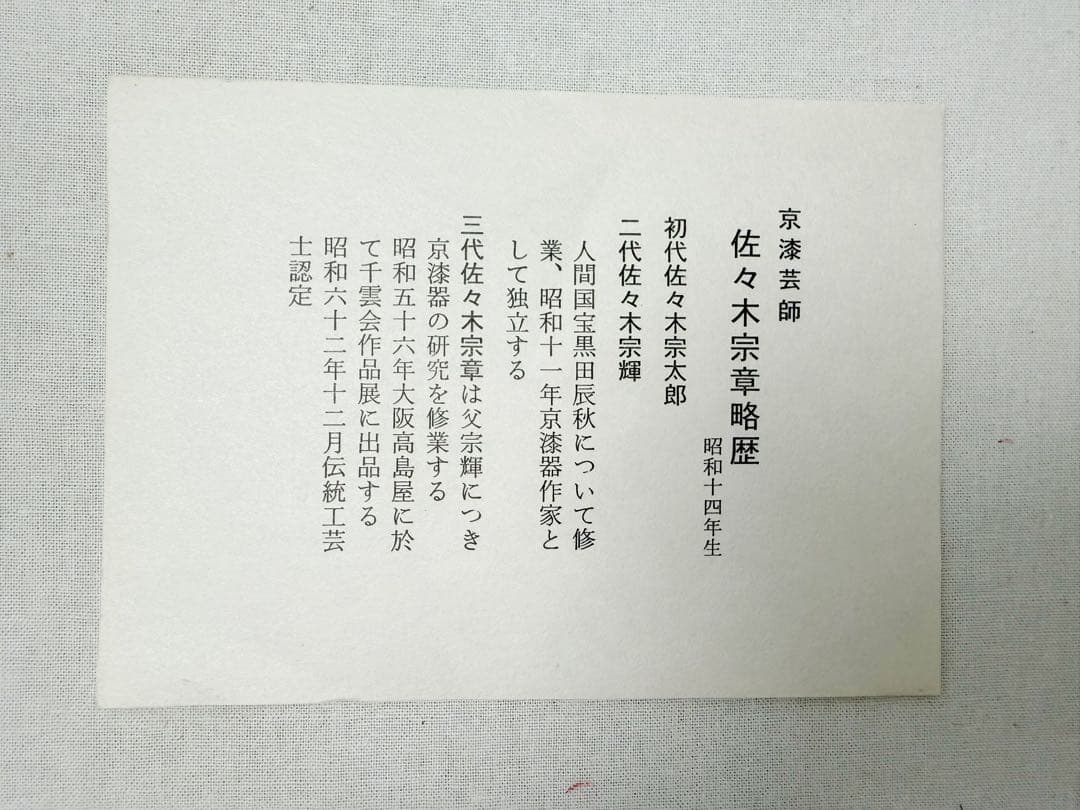 京漆芸師
佐々木宗章略歴
昭和十四年生
初代佐々木宗太郎
二代佐々木宗輝
人間国宝黒田辰秋について修
業、昭和十一年京漆器作家と
して独立する
三代佐々木宗章は父宗輝につき
京漆器の研究を修業する
昭和五十六年大阪高島屋に於
て千雲会作品展に出品する
昭和六十二年十二月伝統工芸
士認定